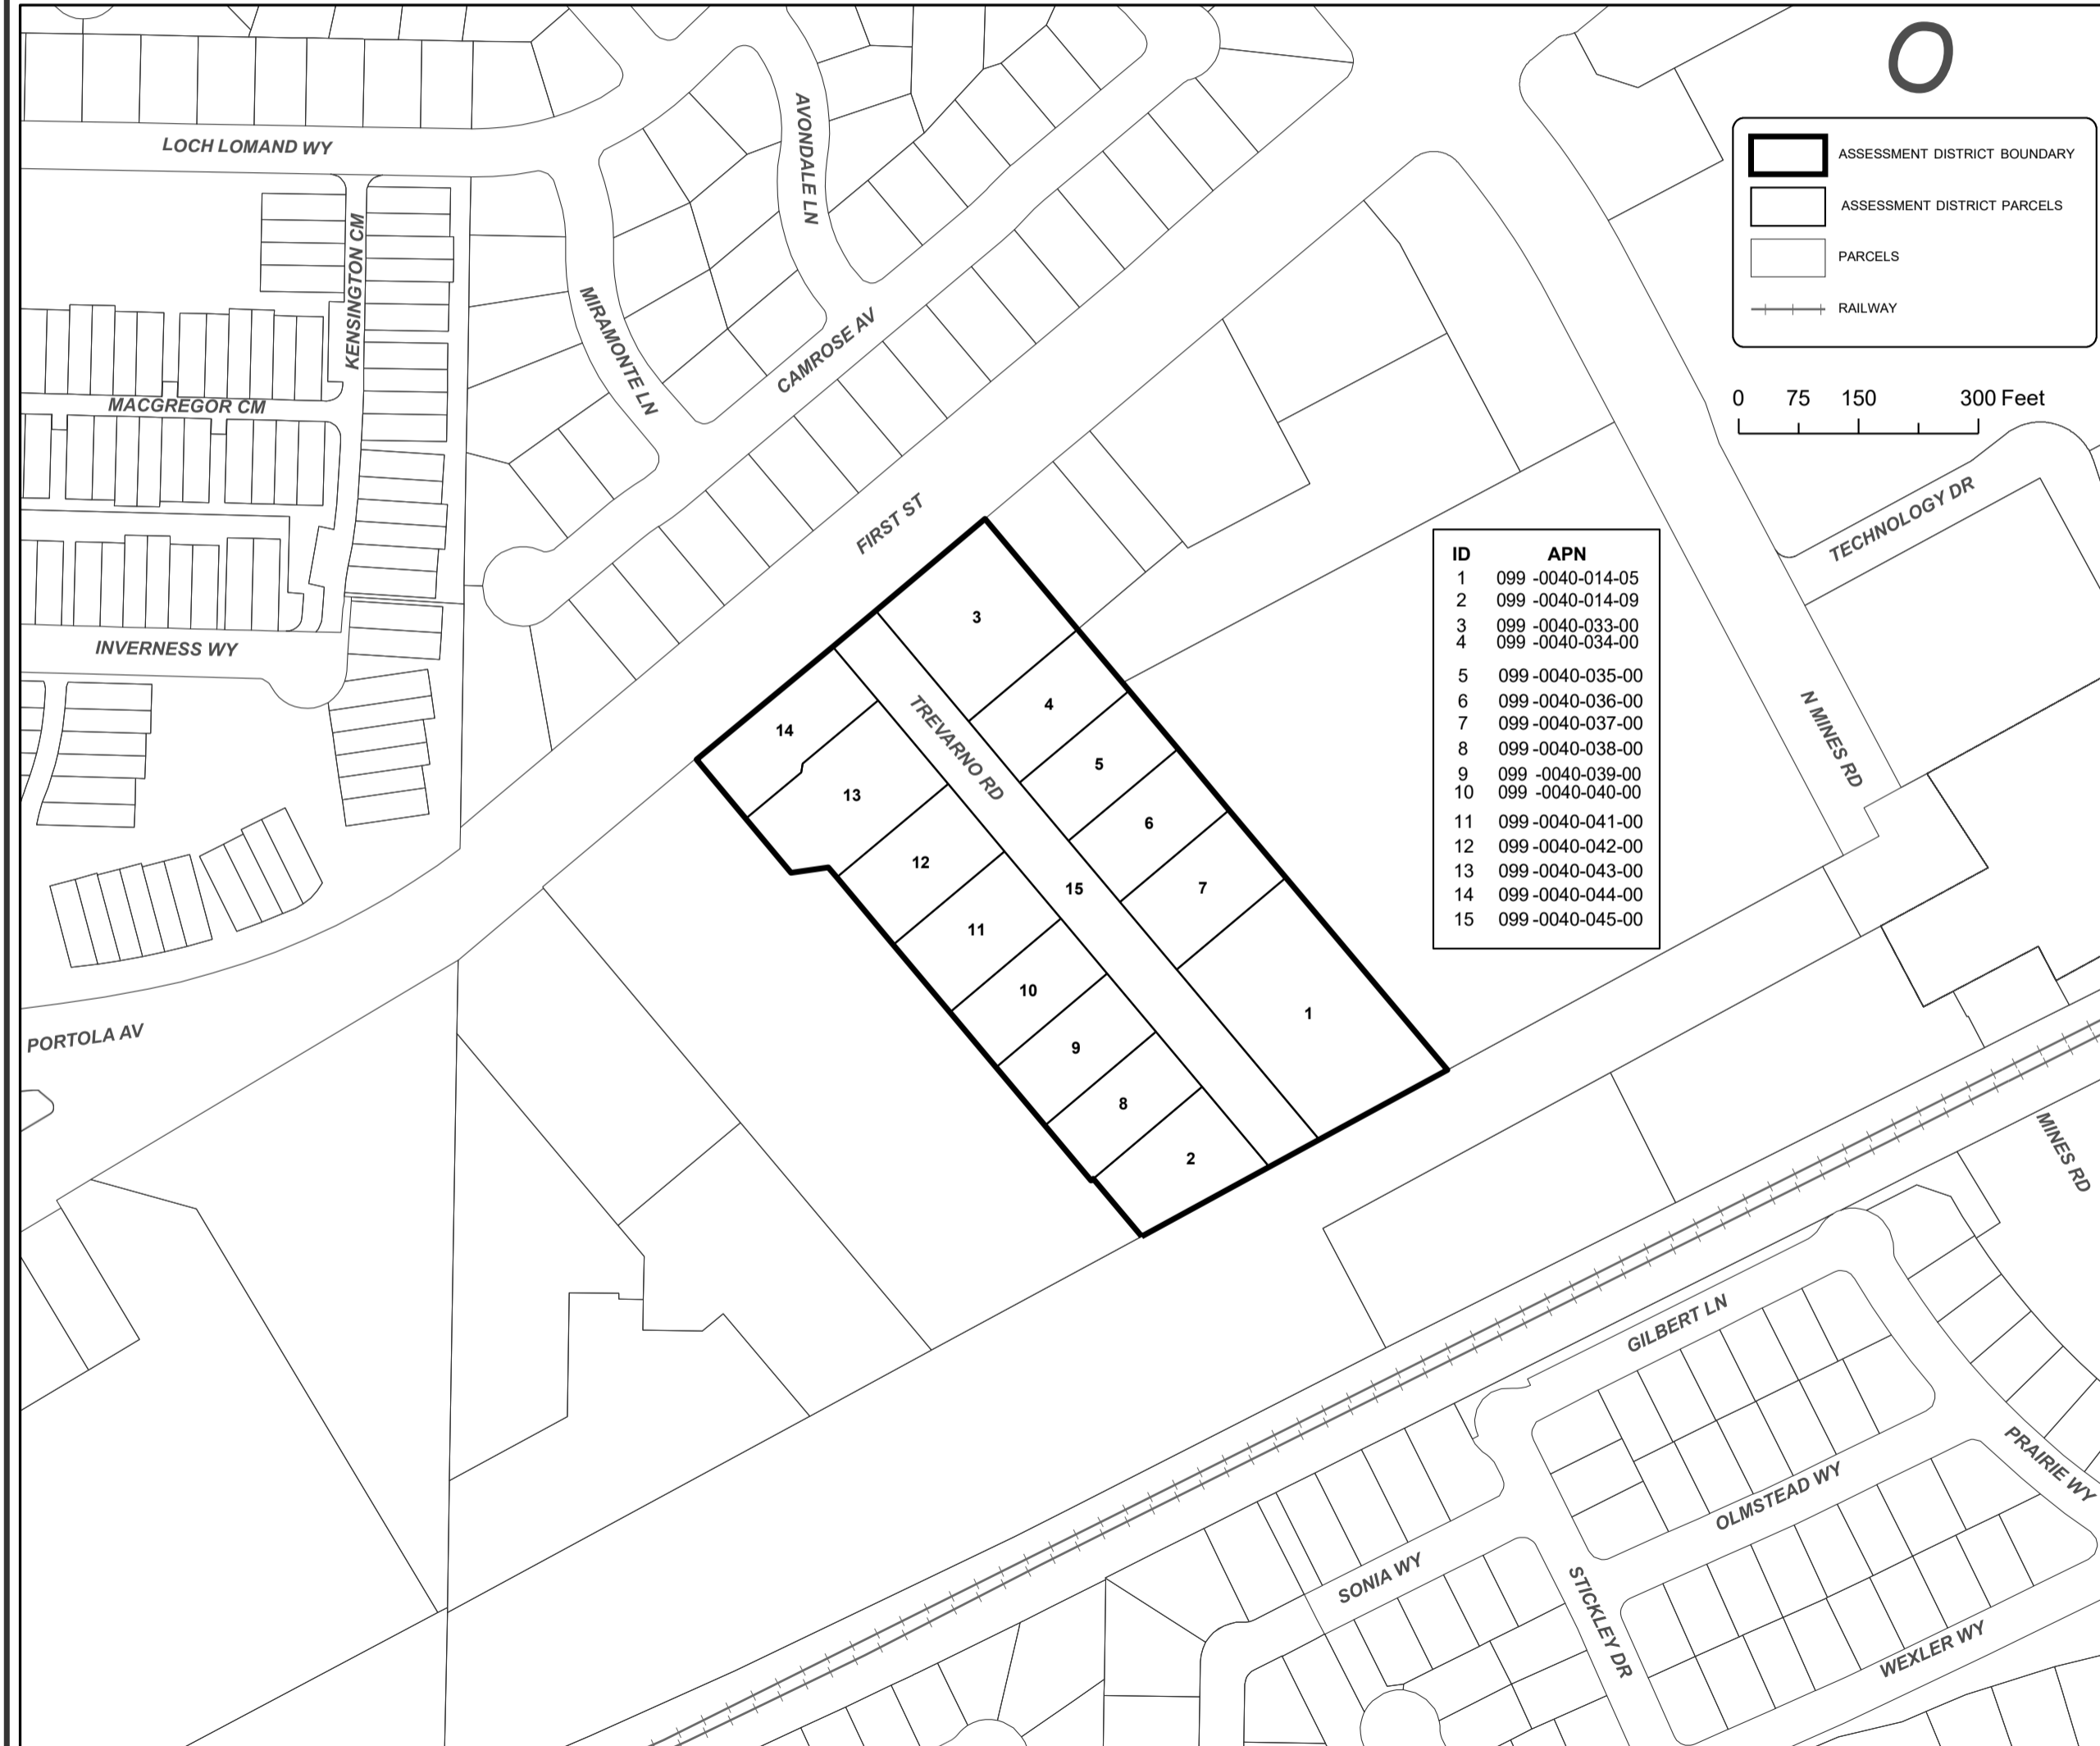 O
LOCH LOMAND WY
AVONDALE LN
KENSINGTON CM
MIRAMONTE LN
CAMROSE AV
MACGREGOR CM
FIRST ST
INVERNESS WY
PORTOLA AV
TREVARNO RD
TECHNOLOGY DR
N MINES RD
MINES RD
GILBERT LN
PRAIRIE WY
OLMSTEAD WY
SONIA WY
STICKLEY DR
WEXLER WY
ASSESSMENT DISTRICT BOUNDARY
ASSESSMENT DISTRICT PARCELS
PARCELS
RAILWAY
0 75 150 300 Feet
ID APN
1 099 -0040-014-05
2 099 -0040-014-09
3 099 -0040-033-00
4 099 -0040-034-00
5 099 -0040-035-00
6 099 -0040-036-00
7 099 -0040-037-00
8 099 -0040-038-00
9 099 -0040-039-00
10 099 -0040-040-00
11 099 -0040-041-00
12 099 -0040-042-00
13 099 -0040-043-00
14 099 -0040-044-00
15 099 -0040-045-00
3
4
14
5
13
6
12
7
15
11
10
1
9
8
2